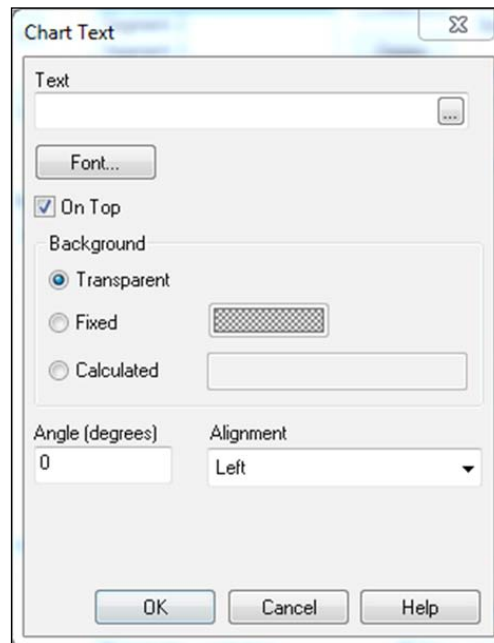 Chart Text
Text
...
Font...
On Top
Background
Transparent
Fixed
Calculated
Angle (degrees)
Alignment
0
Left
OK
Cancel
Help